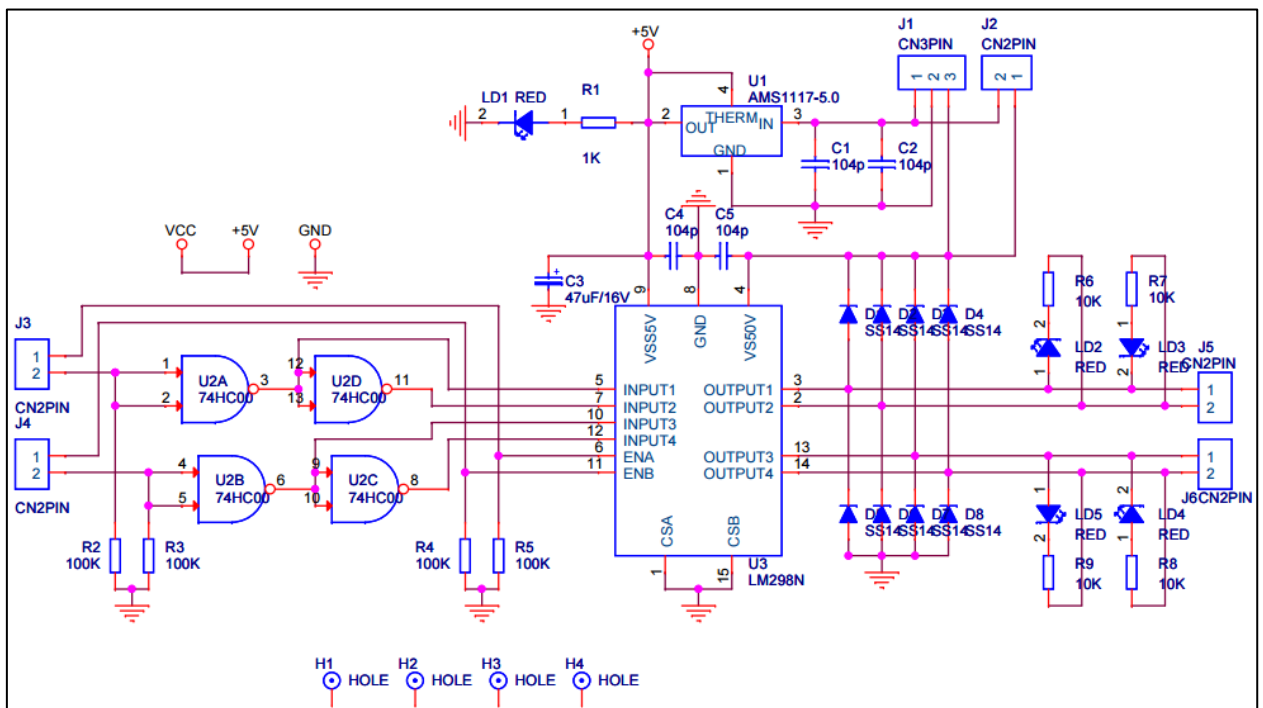 J1
CN3PIN
J2
CN2PIN
+5V
1 2 3
2 1
U1
AMS1117-5.0
4
LD1 RED
R1
2
1
2
OUT
THERM
IN
3
GND
1
1K
C1
104p
C2
104p
C4
104p
C5
104p
VCC
+5V
GND
C3
47uF/16V
9
8
4
VSS5V
GND
VS50V
SS14
SS14
SS14
D4
SS14
R6
10K
R7
10K
2
1
LD2
RED
1
2
LD3
RED
J5
CN2PIN
1
2
J3
1
2
CN2PIN
1
2
U2A
74HC00
3
12
13
U2D
74HC00
11
J4
1
2
CN2PIN
4
5
U2B
74HC00
6
9
10
U2C
74HC00
8
5
7
10
12
6
11
INPUT1
INPUT2
INPUT3
INPUT4
ENA
ENB
OUTPUT1
OUTPUT2
OUTPUT3
OUTPUT4
3
2
13
14
1
2
J6CN2PIN
CSA
CSB
1
15
U3
LM298N
SS14
SS14
SS14
D8
SS14
1
2
LD5
RED
2
1
LD4
RED
R9
10K
R8
10K
R2
100K
R3
100K
R4
100K
R5
100K
H1
HOLE
H2
HOLE
H3
HOLE
H4
HOLE